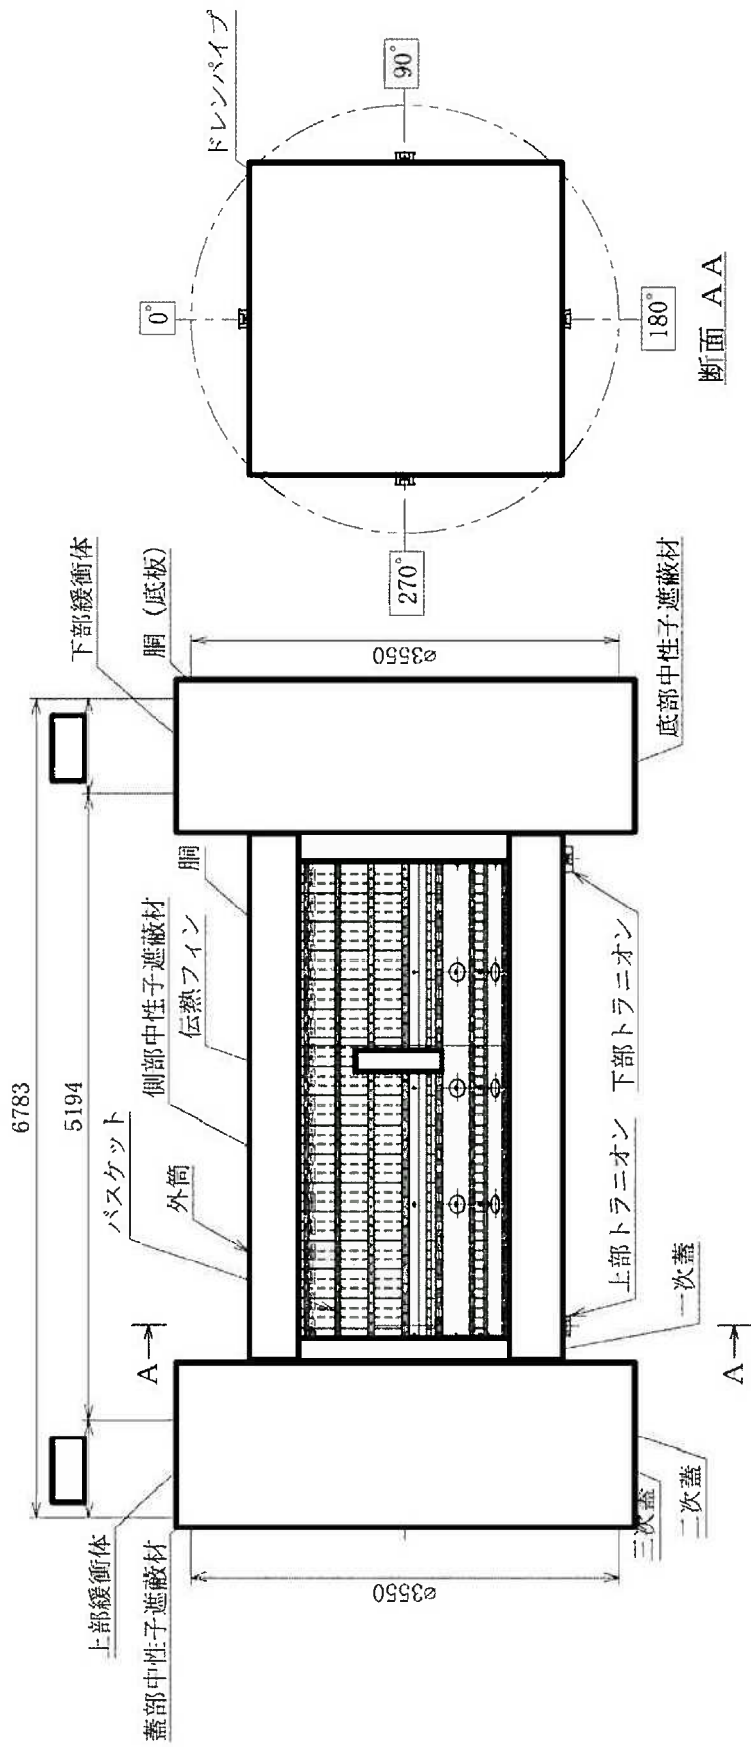 6783
5194
上部緩衝体
蓋部中性子遮蔽材
バスケット
外筒
側部中性子遮蔽材
伝熱フィン
胴
下部緩衝体
胴（底板）
ø3550
ø3550
A
A
三次蓋
二次蓋
一次蓋
上部トラニオン
下部トラニオン
底部中性子遮蔽材
ドレンパイプ
0°
90°
180°
270°
断面 AA